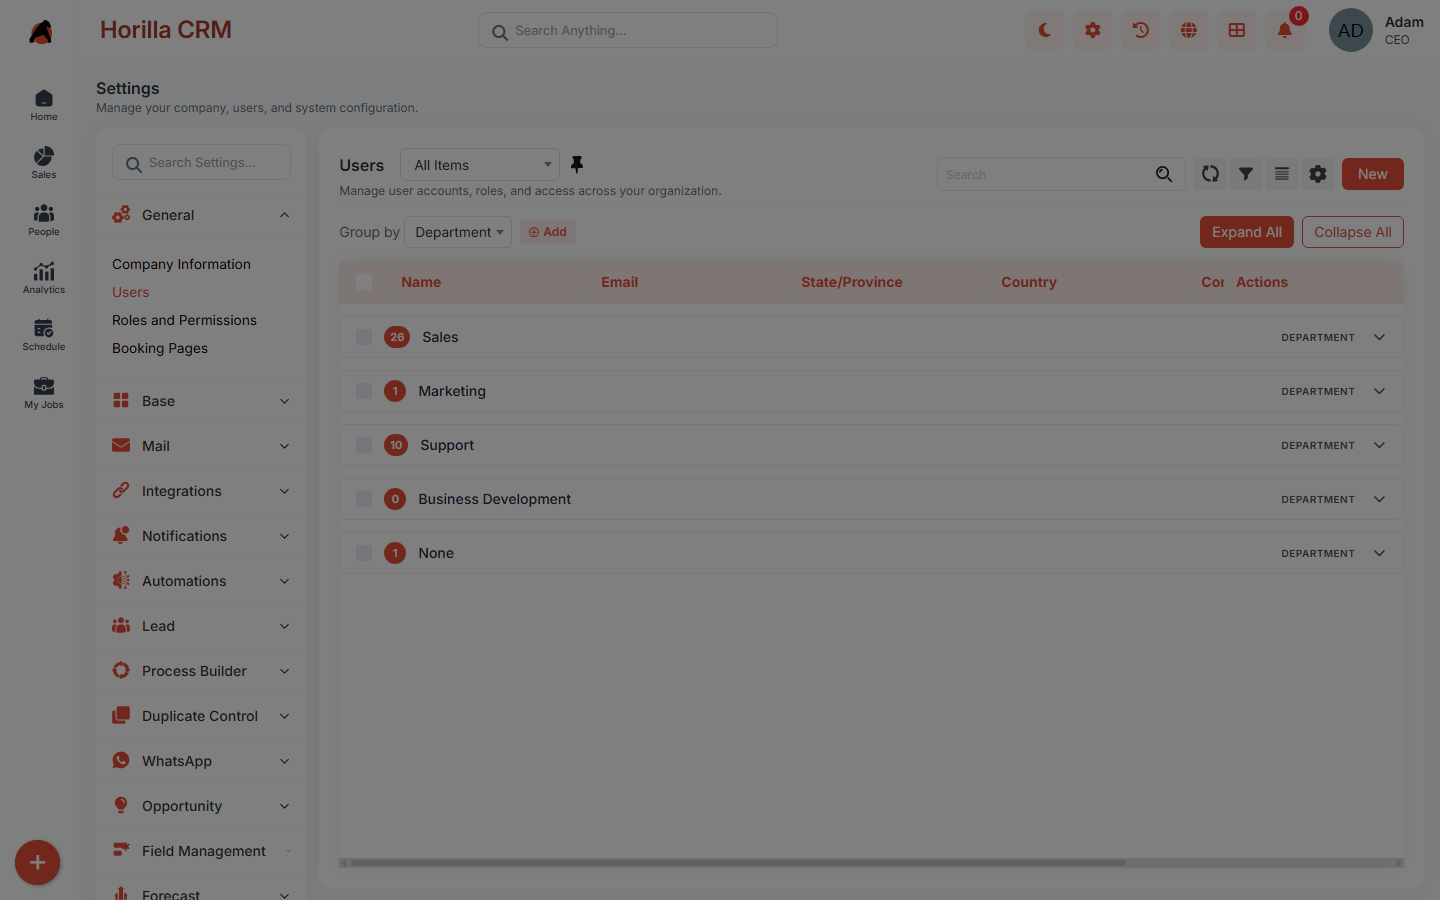 Horilla CRM
Search Anything...
0
AD
Adam
CEO
Settings
Manage your company, users, and system configuration.
Home
Sales
People
Analytics
Schedule
My Jobs
Search Settings...
General
Company Information
Users
Roles and Permissions
Booking Pages
Base
Mail
Integrations
Notifications
Automations
Lead
Process Builder
Duplicate Control
WhatsApp
Opportunity
Field Management
Forecast
Users
All Items
Manage user accounts, roles, and access across your organization.
Search
New
Group by
Department
Add
Expand All
Collapse All
Name Email State/Province Country Con Actions
26 Sales DEPARTMENT
1 Marketing DEPARTMENT
10 Support DEPARTMENT
0 Business Development DEPARTMENT
1 None DEPARTMENT